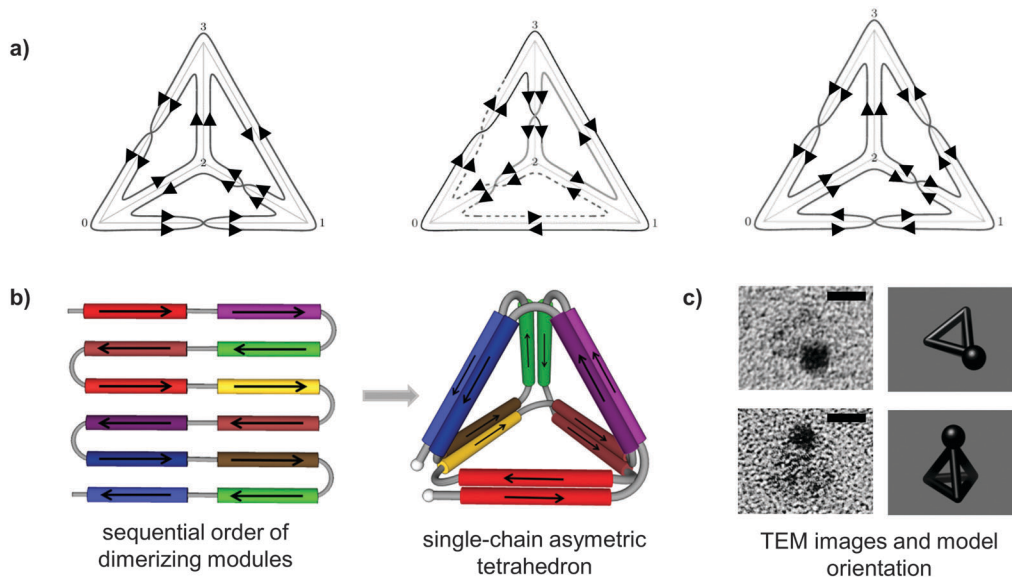 a)
3
2
0
1
3
2
0
1
3
2
0
1
b)
c)
sequential order of
dimerizing modules
single-chain asymetric
tetrahedron
TEM images and model
orientation